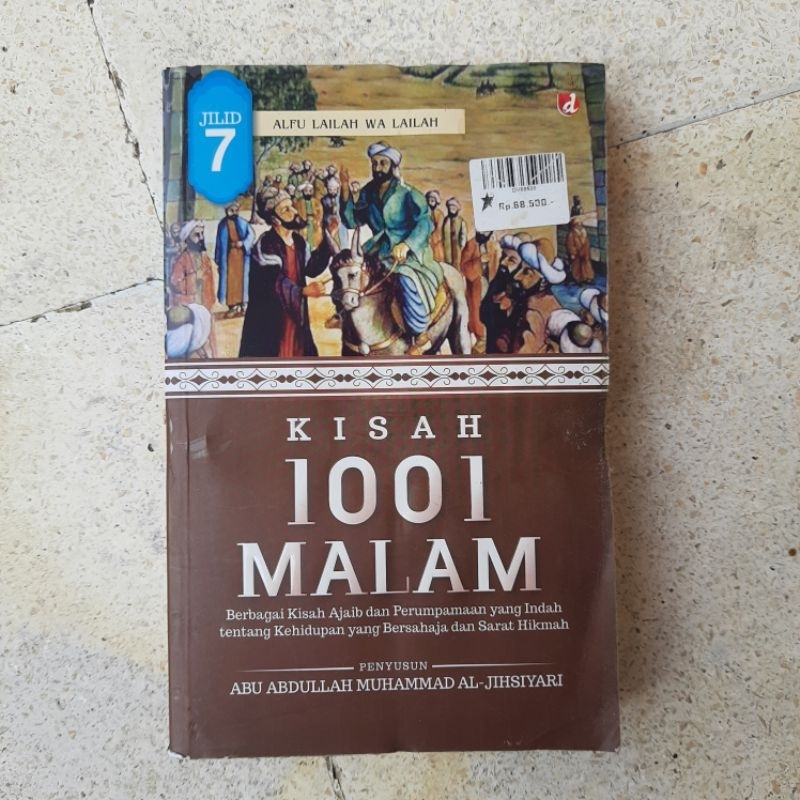 JILID
7
ALFU LAILAH WA LAILAH
d
Rp.68.500.-
KISAH
1001
MALAM
Berbagai Kisah Ajaib dan Perumpamaan yang Indah
tentang Kehidupan yang Bersahaja dan Sarat Hikmah
PENYUSUN
ABU ABDULLAH MUHAMMAD AL-JIHSIYARI